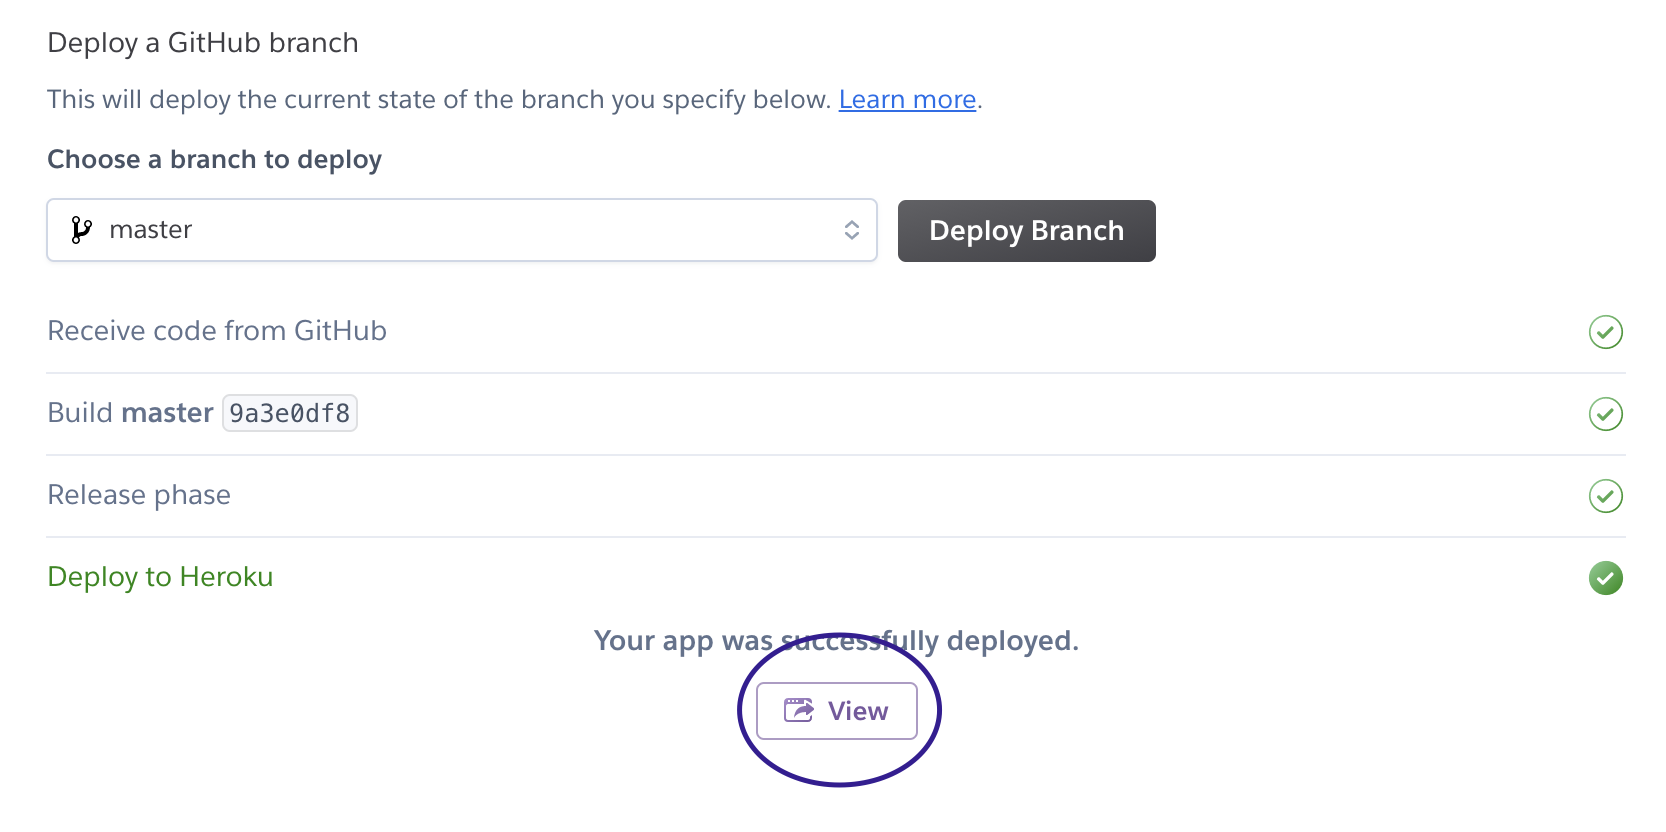 Deploy a GitHub branch
This will deploy the current state of the branch you specify below. Learn more.
Choose a branch to deploy
master
Deploy Branch
Receive code from GitHub
Build master 9a3e0df8
Release phase
Deploy to Heroku
Your app was successfully deployed.
View